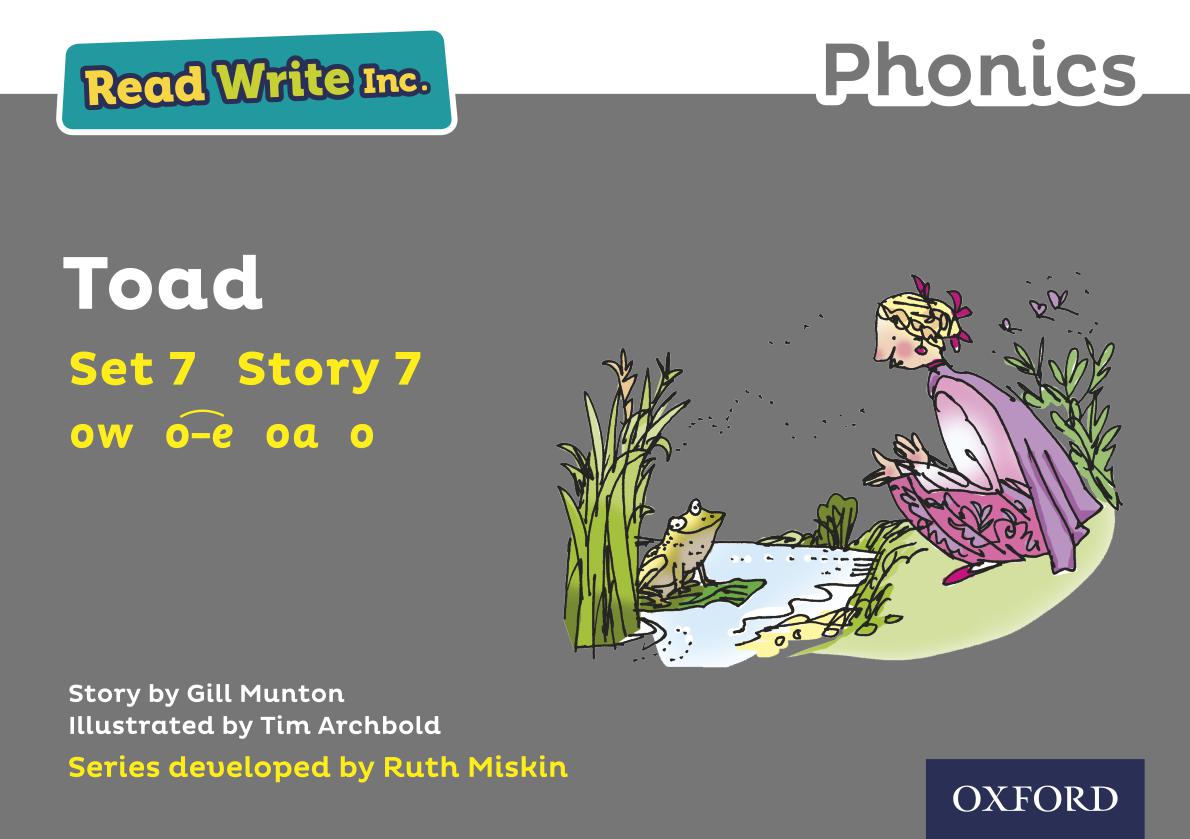 Read Write Inc.
Phonics
Toad
Set 7 Story 7
ow o-e oa o
Story by Gill Munton
Illustrated by Tim Archbold
Series developed by Ruth Miskin
OXFORD